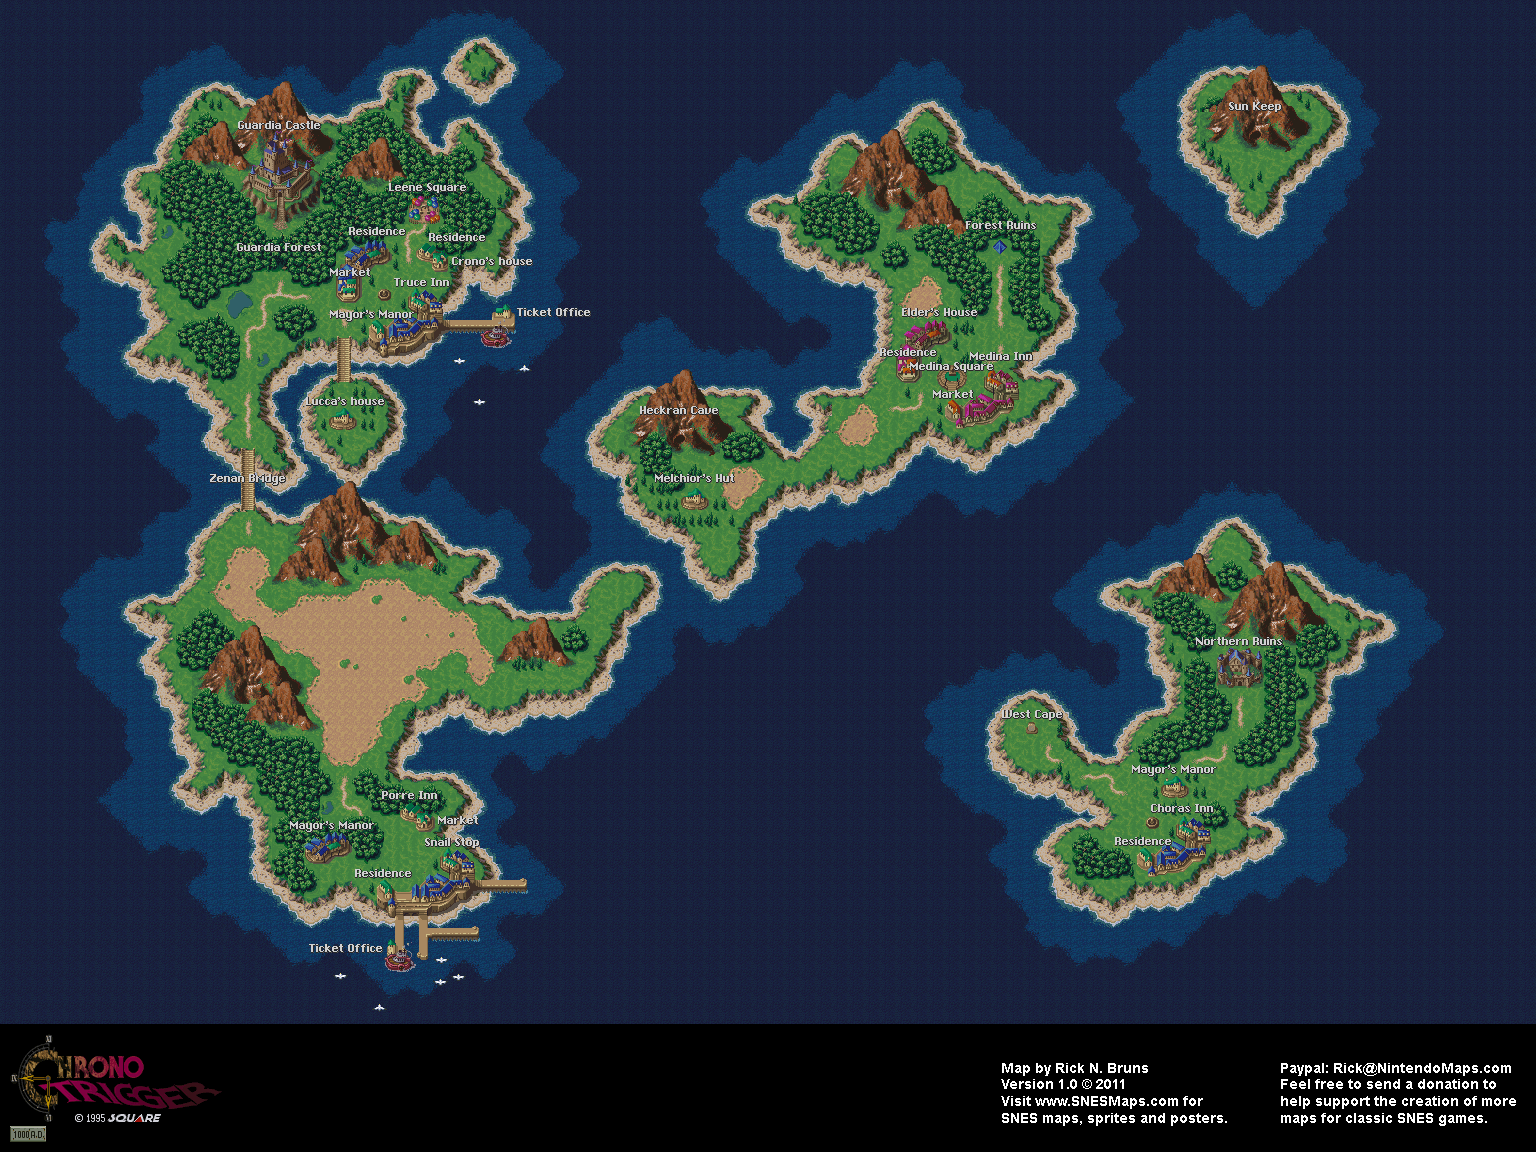 Sun Keep
Guardia Castle
Leene Square
Forest Ruins
Residence
Residence
Guardia Forest
Crono's house
Market
Truce Inn
Mayor's Manor
Ticket Office
Elder's House
Residence
Medina Inn
Medina Square
Market
Lucca's house
Heckran Cave
Zenan Bridge
Melchior's Hut
Northern Ruins
West Cape
Mayor's Manor
Choras Inn
Residence
Porre Inn
Market
Mayor's Manor
Snail Stop
Residence
Ticket Office
CHRONO
TRIGGER
© 1995 SQUARE
1000 A.D.
Map by Rick N. Bruns
Version 1.0 © 2011
Visit www.SNESMaps.com for
SNES maps, sprites and posters.
Paypal: Rick@NintendoMaps.com
Feel free to send a donation to
help support the creation of more
maps for classic SNES games.